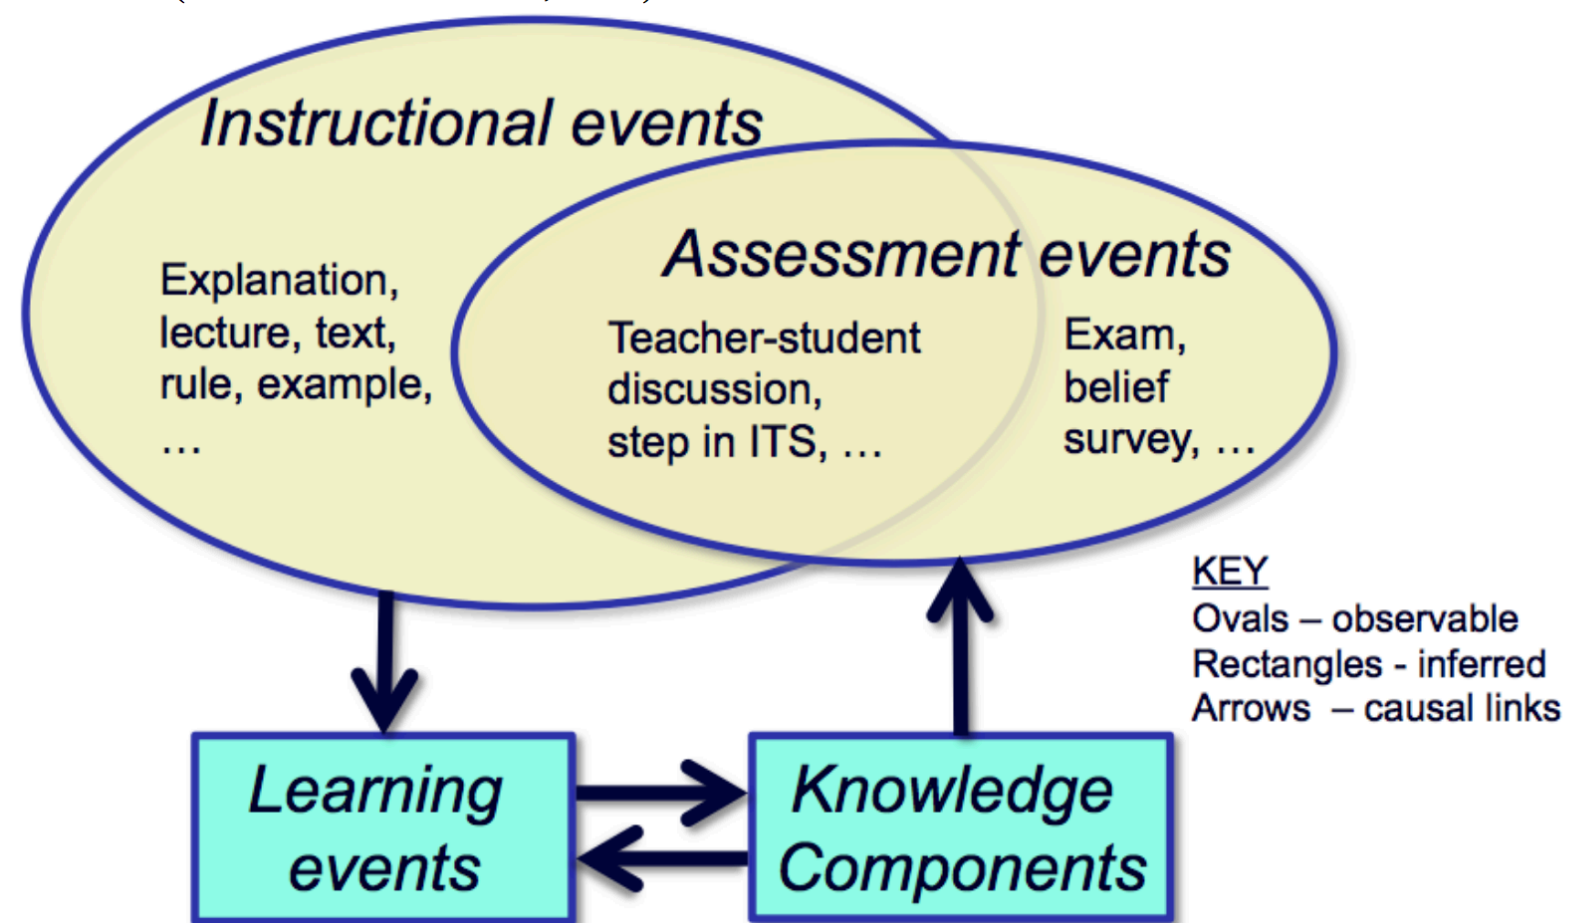 Instructional events
Assessment events
Explanation,
lecture, text,
rule, example,
...
Teacher-student
discussion,
step in ITS, ...
Exam,
belief
survey, ...
KEY
Ovals – observable
Rectangles - inferred
Arrows – causal links
Learning
events
Knowledge
Components